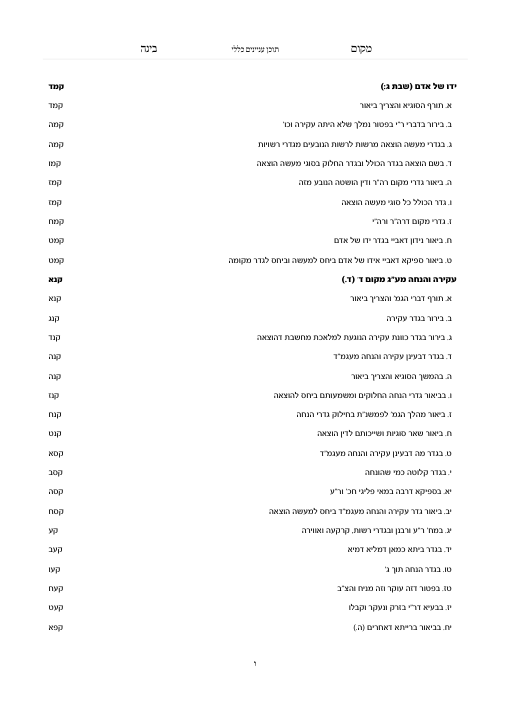 מקום תוכן עניינים כללי בינה
ידו של אדם (שבת ג:) קמד
א. תורף הסוגיא והצריך ביאור קמד
ב. בירור בדברי ר"י בפטור נמלך שלא היתה עקירה וכו' קמה
ג. בגדרי מעשה הוצאה מרשות לרשות הנובעים מגדרי רשויות קמה
ד. בשם הוצאה בגדר הכולל ובגדר החלוק בסוגי מעשה הוצאה קמו
ה. ביאור גדרי מקום רה"ר ודין הושטה הנובע מזה קמז
ו. גדר הכולל כל סוגי מעשה הוצאה קמז
ז. גדרי מקום דרה"ר ורה"י קמח
ח. ביאור נידון דאביי בגדר ידו של אדם קמט
ט. ביאור ספיקא דאביי אידו של אדם ביחס למעשה וביחס לגדר מקומה קמט
עקירה והנחה מע"ג מקום ד' (ד.) קנא
א. תורף דברי הגמ' והצריך ביאור קנא
ב. בירור בגדר עקירה קנג
ג. בירור בגדר כוונת עקירה הנוגעת למלאכת מחשבת דהוצאה קנד
ד. בגדר דבעינן עקירה והנחה מעגמ"ד קנה
ה. בהמשך הסוגיא והצריך ביאור קנה
ו. בביאור גדרי הנחה החלוקים ומשמעותם ביחס להוצאה קנז
ז. ביאור מהלך הגמ' לפמשנ"ת בחילוק גדרי הנחה קנח
ח. ביאור שאר סוגיות ושייכותם לדין הוצאה קנט
ט. בגדר מה דבעינן עקירה והנחה מעגמ"ד קסא
י. בגדר קלוטה כמי שהונחה קסב
יא. בספיקא דרבה במאי פליגי חכ' ור"ע קסה
יב. ביאור גדר עקירה והנחה מעגמ"ד ביחס למעשה הוצאה קסח
יג. במח' ר"ע ורבנן ובגדרי רשות, קרקעה ואווירה קע
יד. בגדר ביתא כמאן דמליא דמיא קעב
טו. בגדר הנחה תוך ג' קעו
טז. בפטור דזה עוקר וזה מניח והצ"ב קעח
יז. בבעיא דר"י בזרק ונעקר וקבלו קעט
יח. בביאור ברייתא דאחרים (ה.) קפא
ו